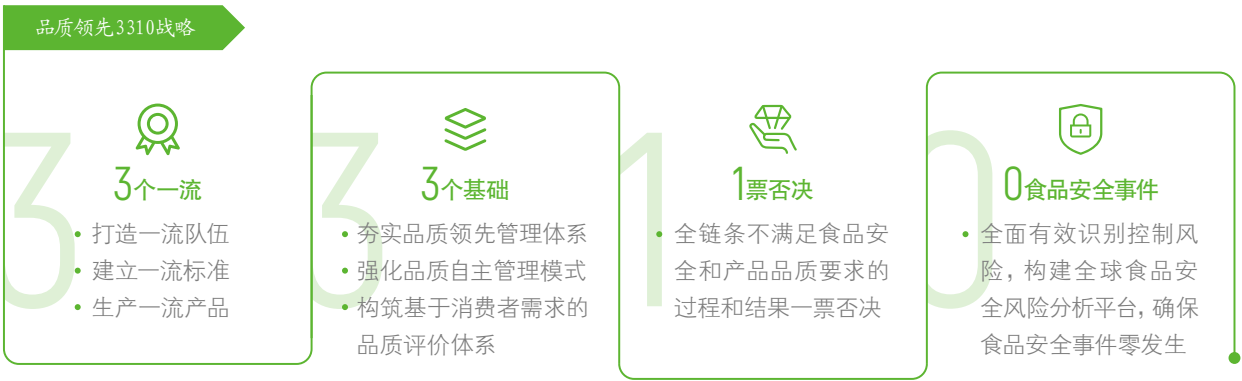 品质领先3310战略
3个一流
打造一流队伍
建立一流标准
生产一流产品
3个基础
夯实品质领先管理体系
强化品质自主管理模式
构筑基于消费者需求的
品质评价体系
1票否决
全链条不满足食品安
全和产品品质要求的
过程和结果一票否决
0食品安全事件
全面有效识别控制风
险，构建全球食品安
全风险分析平台，确保
食品安全事件零发生